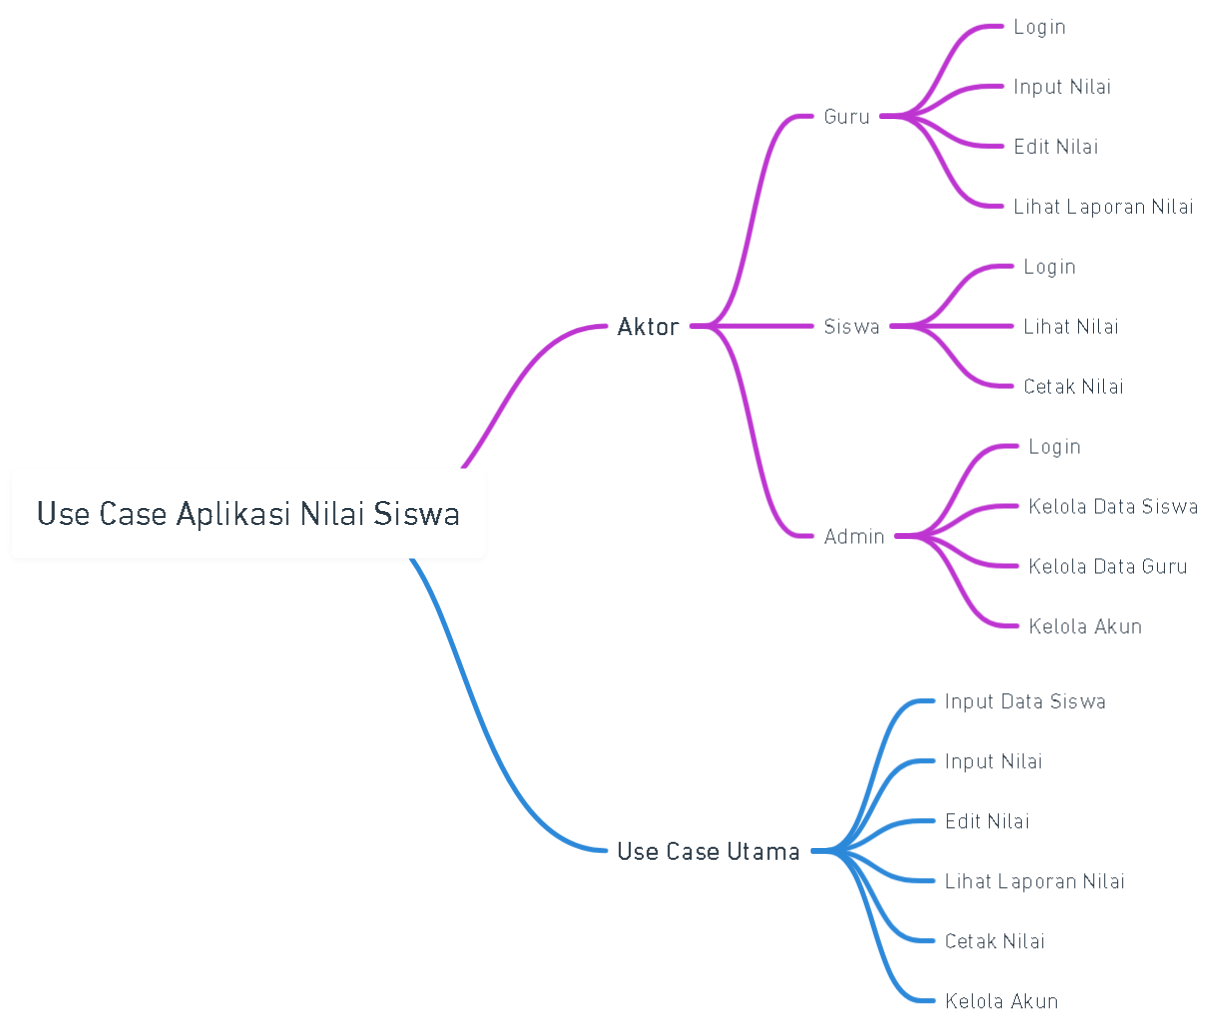 Use Case Aplikasi Nilai Siswa
Aktor
Guru
Login
Input Nilai
Edit Nilai
Lihat Laporan Nilai
Siswa
Login
Lihat Nilai
Cetak Nilai
Admin
Login
Kelola Data Siswa
Kelola Data Guru
Kelola Akun
Use Case Utama
Input Data Siswa
Input Nilai
Edit Nilai
Lihat Laporan Nilai
Cetak Nilai
Kelola Akun